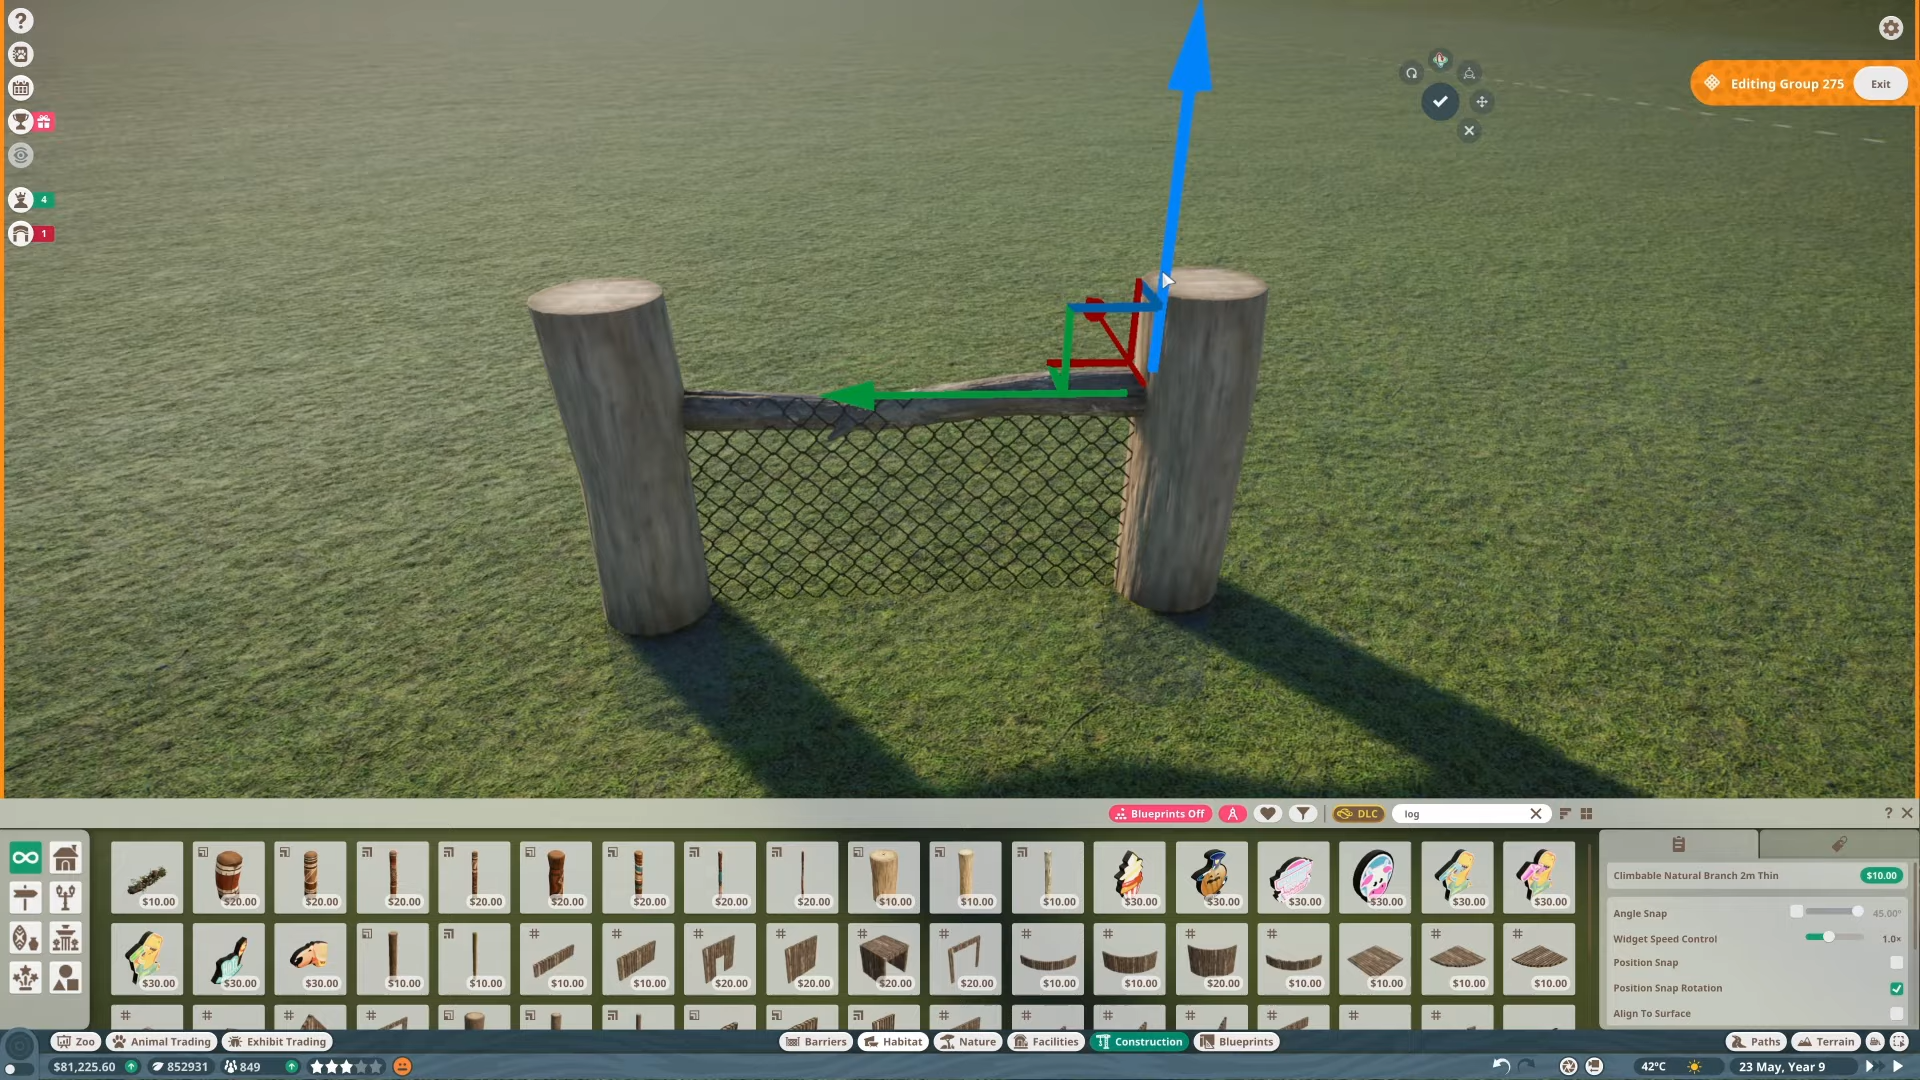 ?
Editing Group 275
Exit
4
1
Blueprints Off
DLC
log
?
$10.00
$20.00
$20.00
$20.00
$20.00
$20.00
$20.00
$20.00
$20.00
$10.00
$10.00
$10.00
$30.00
$30.00
$30.00
$30.00
$30.00
$30.00
Climbable Natural Branch 2m Thin
$10.00
Angle Snap
45.00°
Widget Speed Control
1.0×
Position Snap
Position Snap Rotation
Align To Surface
$30.00
$30.00
$30.00
$10.00
$10.00
$10.00
$10.00
$20.00
$20.00
$20.00
$20.00
$10.00
$10.00
$20.00
$10.00
$10.00
$10.00
$10.00
Zoo
Animal Trading
Exhibit Trading
Barriers
Habitat
Nature
Facilities
Construction
Blueprints
Paths
Terrain
$81,225.60
852931
849
42°C
23 May, Year 9